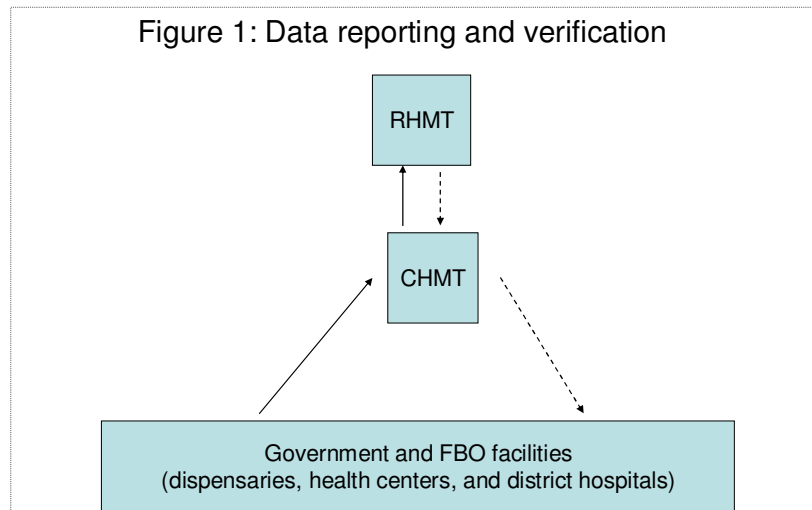 Figure 1: Data reporting and verification
RHMT
CHMT
Government and FBO facilities
(dispensaries, health centers, and district hospitals)